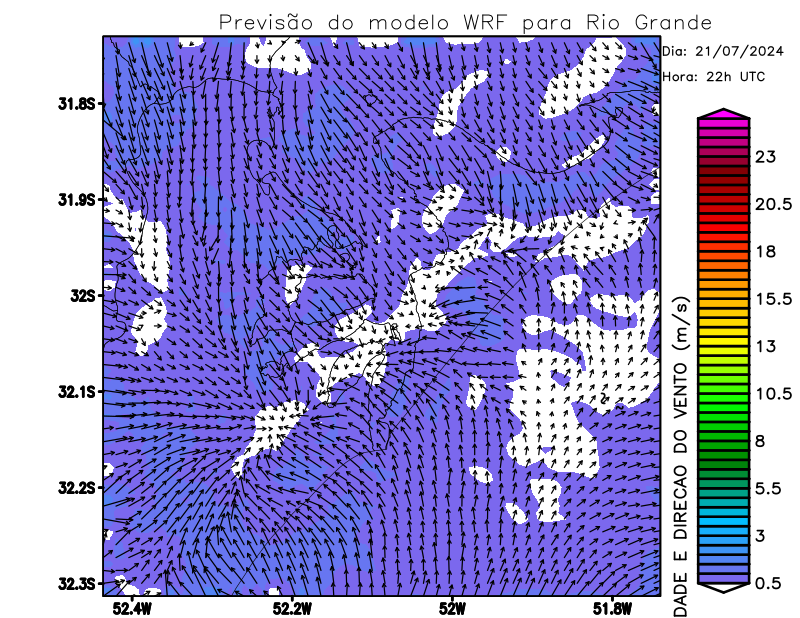 Previsão do modelo WRF para Rio Grande
Dia: 21/07/2024
Hora: 22h UTC
31.8S
31.9S
32S
32.1S
32.2S
32.3S
52.4W
52.2W
52W
51.8W
23
20.5
18
15.5
13
10.5
8
5.5
3
0.5
DADE E DIRECAO DO VENTO (m/s)